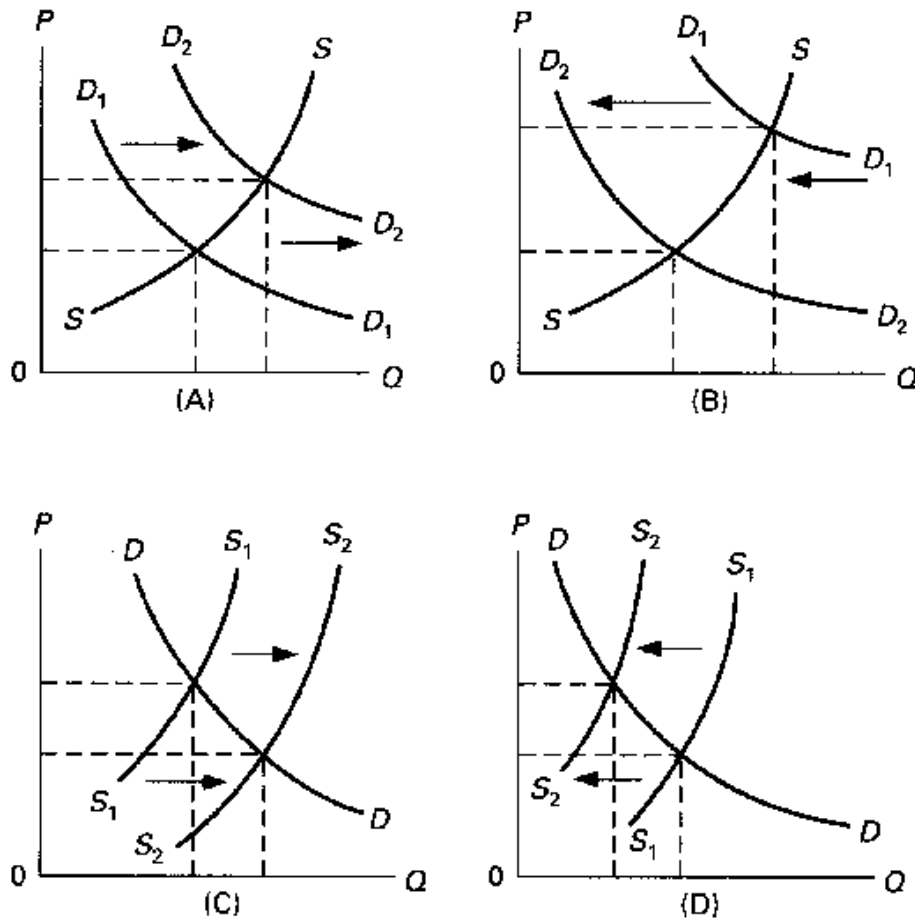 P
D₂
S
D₁
D₂
S
D₁
0
Q
(A)
P
D₁
S
D₂
D₁
S
D₂
0
Q
(B)
P
D
S₁
S₂
S₁
D
S₂
0
Q
(C)
P
D
S₂
S₁
S₂
D
S₁
0
Q
(D)